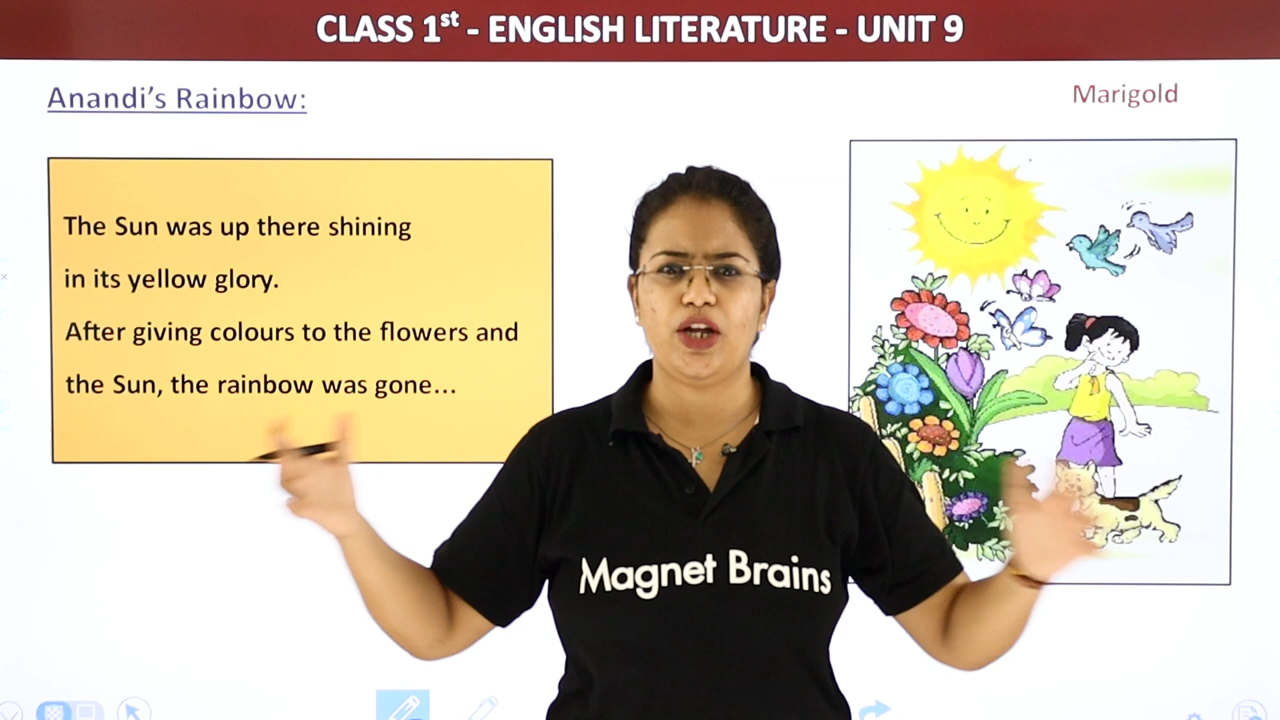 CLASS 1st - ENGLISH LITERATURE - UNIT 9
Anandi's Rainbow:
Marigold
The Sun was up there shining
in its yellow glory.
After giving colours to the flowers and
the Sun, the rainbow was gone...
Magnet Brains